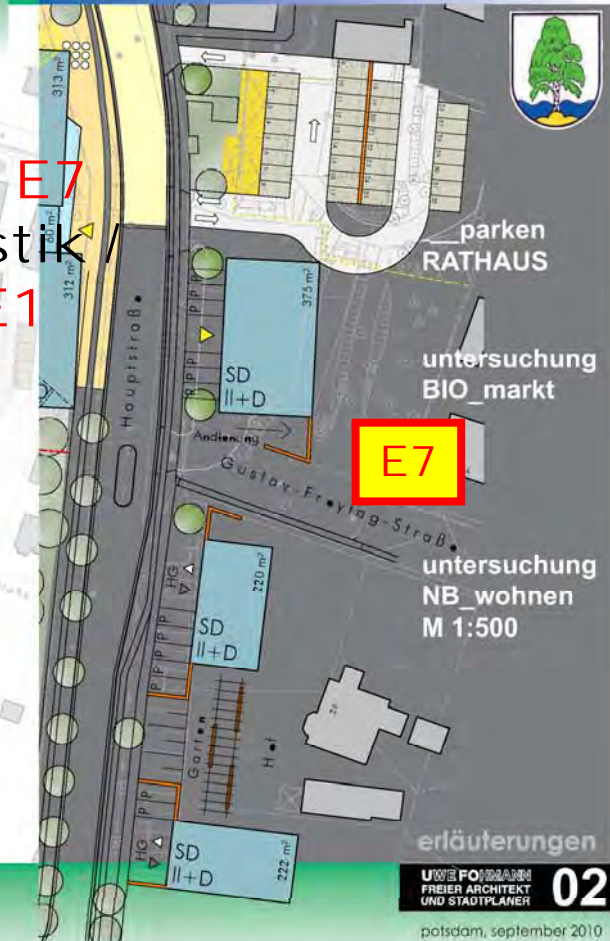 313 m²
E7
60 m²
stik /
312 m²
E1
__parken
RATHAUS
375 m²
Hauptstraße
P P P P
SD
II+D
untersuchung
BIO_markt
Andienung
E7
Gustav-Freytag-Straße
untersuchung
NB_wohnen
M 1:500
HG
220 m²
SD
II+D
P P P P
Garten
Hof
P P
HG
SD
II+D
222 m²
erläuterungen
UWE FOHMANN
FREIER ARCHITEKT
UND STADTPLANER
02
potsdam, september 2010